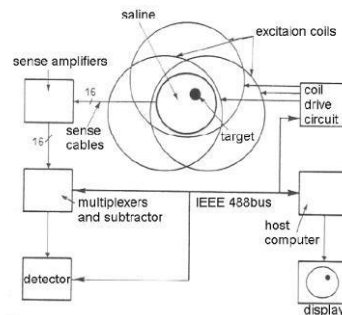 saline
excitaion coils
sense amplifiers
16
sense
cables
16
target
coil
drive
circuit
multiplexers
and subtractor
IEEE 488bus
host
computer
detector
display